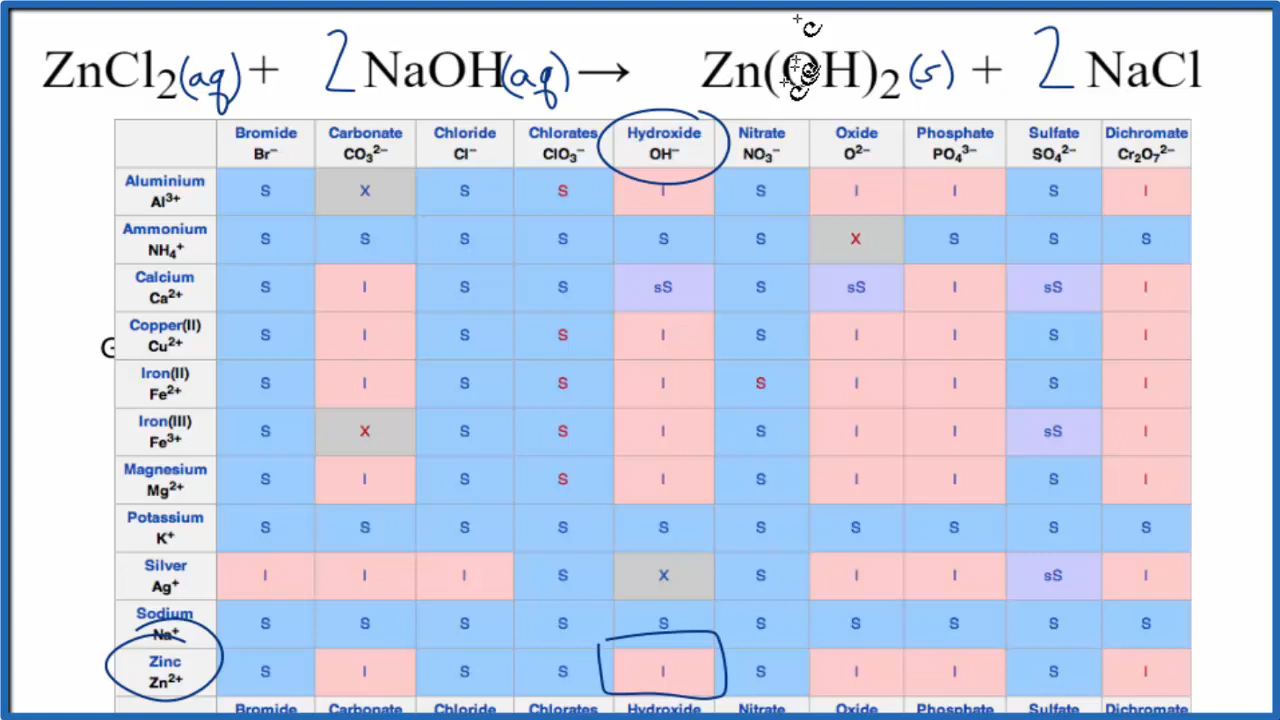 ZnCl₂(aq) + 2 NaOH(aq) → Zn(OH)₂(s) + 2 NaCl
Bromide Carbonate Chloride Chlorates Hydroxide Nitrate Oxide Phosphate Sulfate Dichromate
Br⁻ CO₃²⁻ Cl⁻ ClO₃⁻ OH⁻ NO₃⁻ O²⁻ PO₄³⁻ SO₄²⁻ Cr₂O₇²⁻
Aluminium
Al³⁺ S X S S I S I I S I
Ammonium
NH₄⁺ S S S S S S X S S S
Calcium
Ca²⁺ S I S S sS S sS I sS I
Copper(II)
Cu²⁺ S I S S I S I I S I
Iron(II)
Fe²⁺ S I S S I S I I S I
Iron(III)
Fe³⁺ S X S S I S I I sS I
Magnesium
Mg²⁺ S I S S I S I I S I
Potassium
K⁺ S S S S S S S S S S
Silver
Ag⁺ I I I S X S I I sS I
Sodium
Na⁺ S S S S S S S S S S
Zinc
Zn²⁺ S I S S I S I I S I
Bromide Carbonate Chloride Chlorates Hydroxide Nitrate Oxide Phosphate Sulfate Dichromate